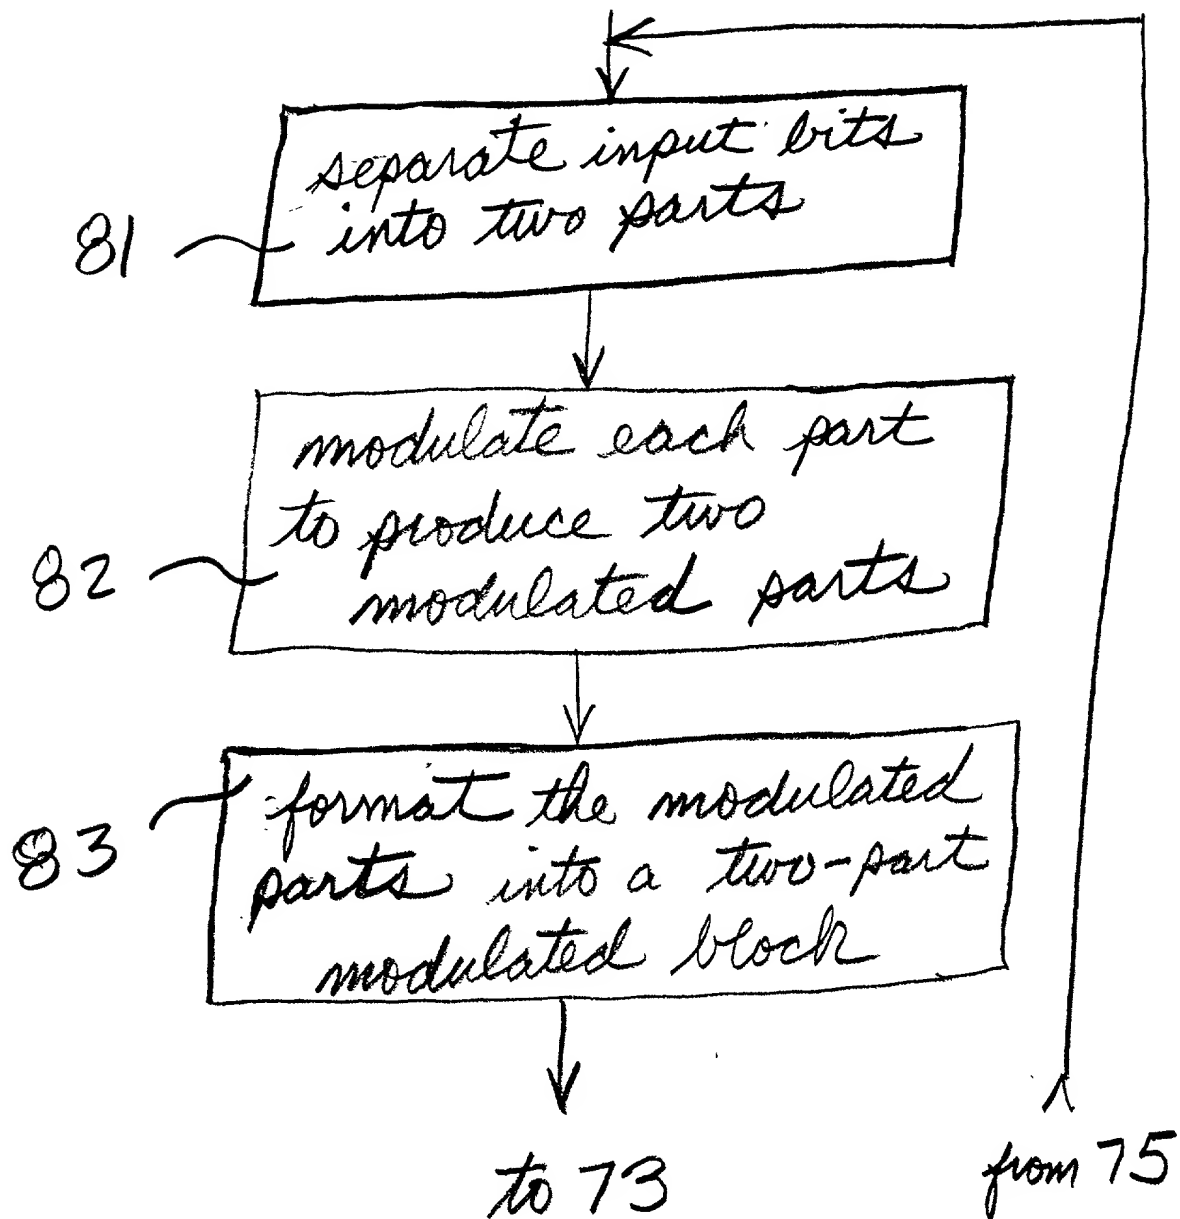 separate input bits
into two parts
81
modulate each part
to produce two
modulated parts
82
format the modulated
parts into a two-part
modulated block
83
to 73
from 75